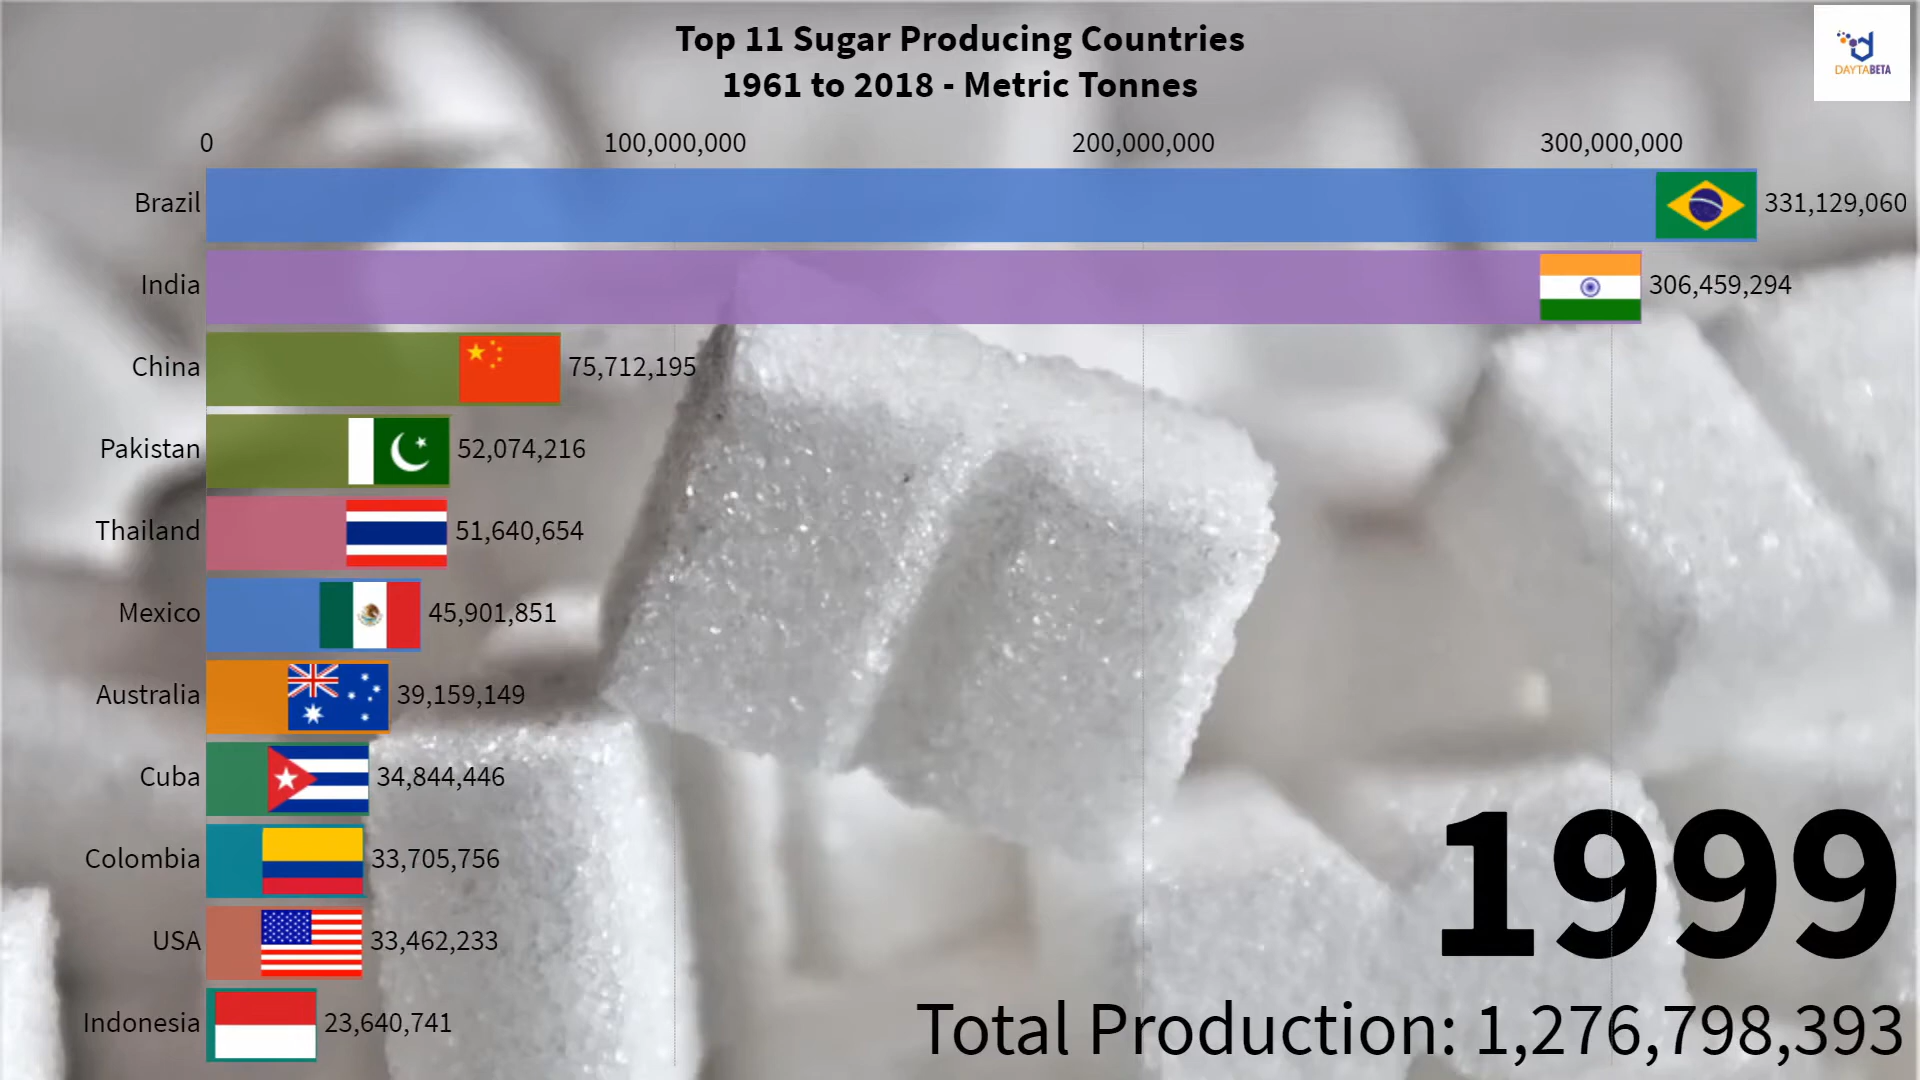 Top 11 Sugar Producing Countries
1961 to 2018 - Metric Tonnes
DAYTABETA
0 100,000,000 200,000,000 300,000,000
Brazil 331,129,060
India 306,459,294
China 75,712,195
Pakistan 52,074,216
Thailand 51,640,654
Mexico 45,901,851
Australia 39,159,149
Cuba 34,844,446
Colombia 33,705,756
USA 33,462,233
Indonesia 23,640,741
1999
Total Production: 1,276,798,393